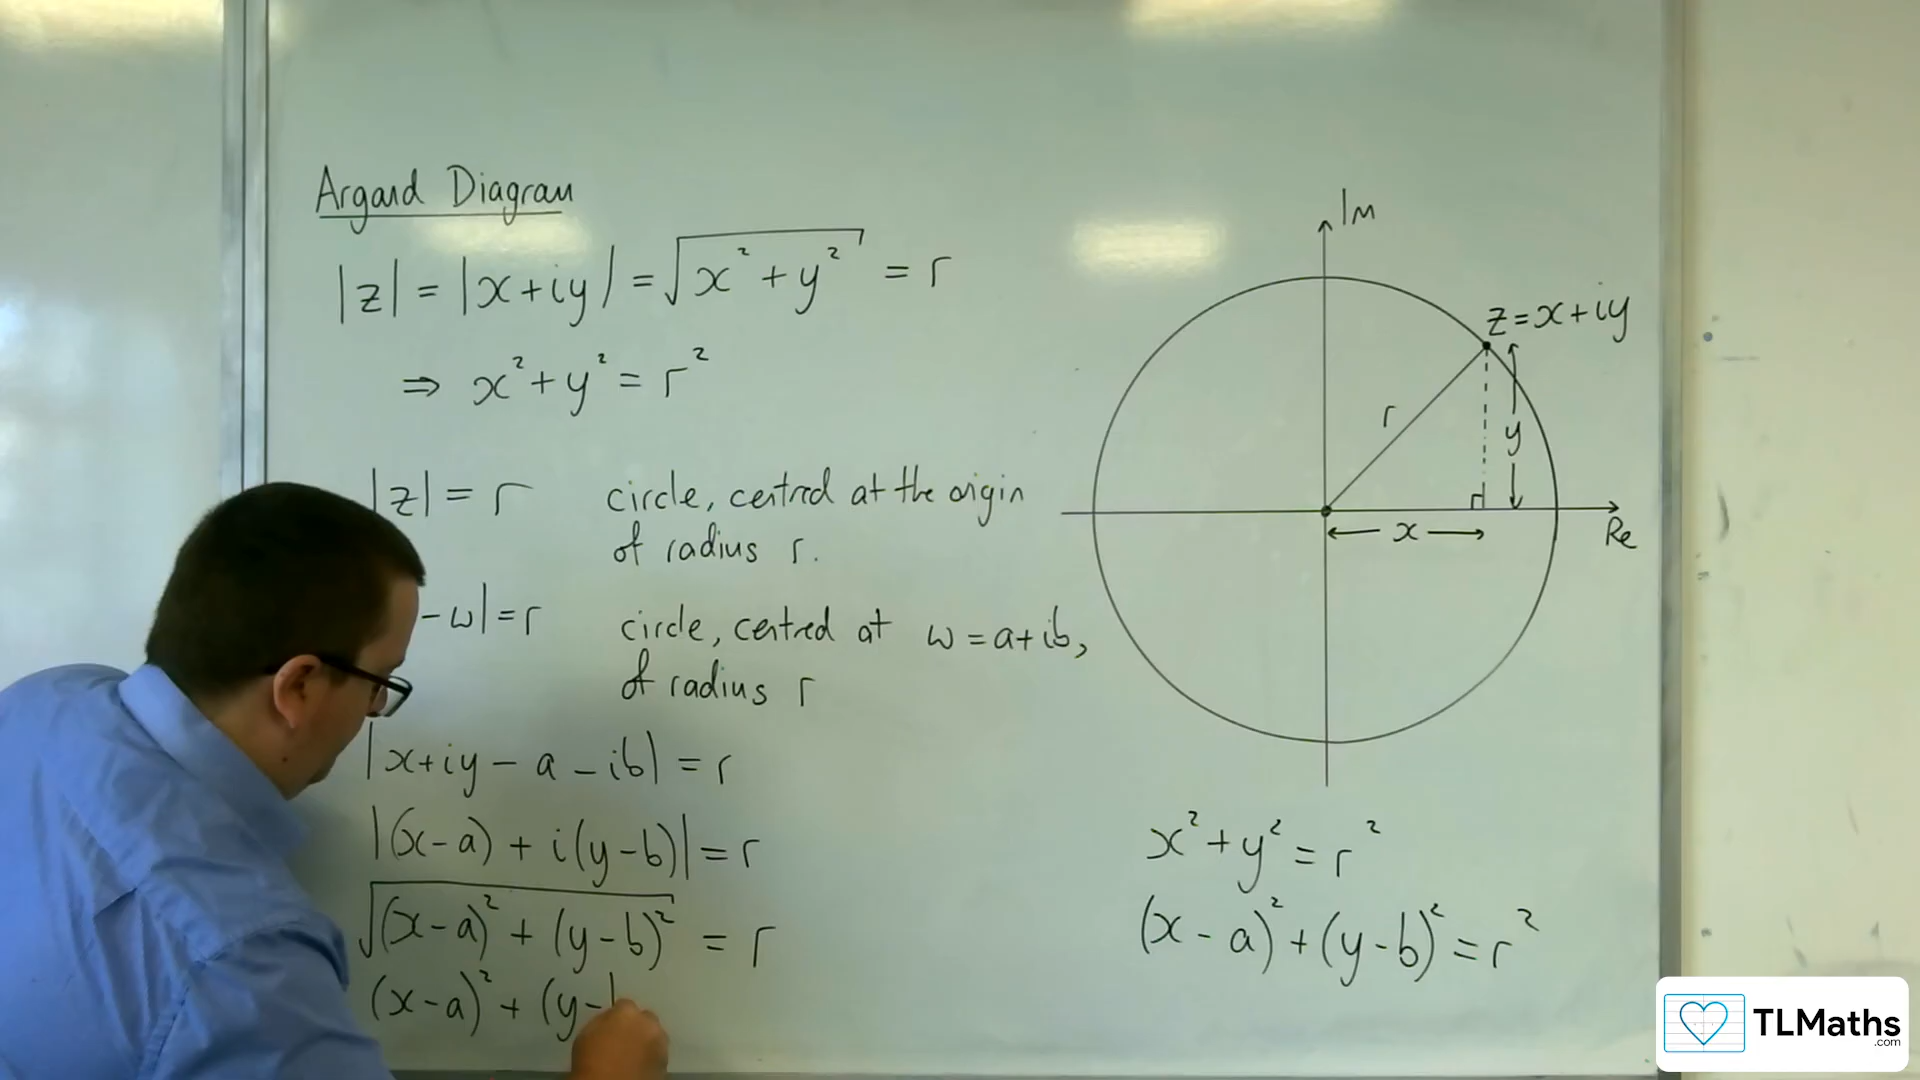 Argand Diagram
|z| = |x+iy| = √(x²+y²) = r
⇒ x²+y² = r²
|z| = r circle, centred at the origin
of radius r.
-w|=r circle, centred at w=a+ib,
of radius r
|x+iy-a-ib| = r
|(x-a)+i(y-b)|=r
√((x-a)²+(y-b)²) = r
(x-a)²+(y-
Im
z=x+iy
r
y
x
Re
x²+y²=r²
(x-a)²+(y-b)²=r²
TLMaths
.com